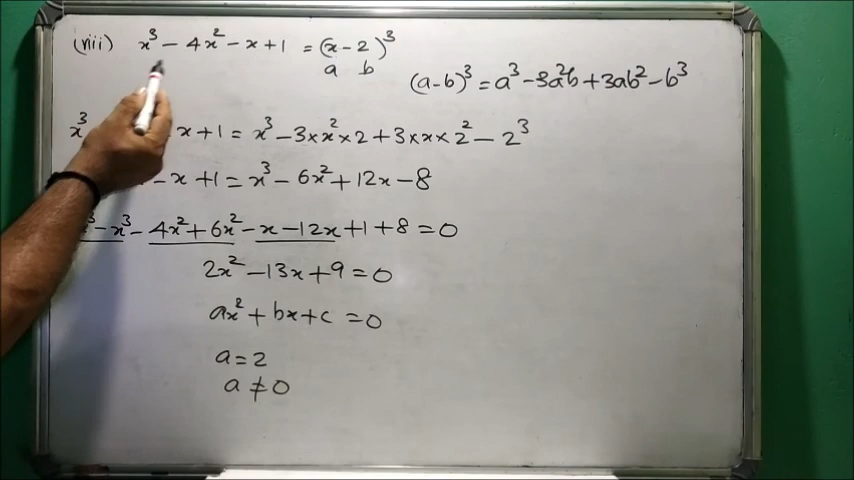 (viii) x³ - 4x² - x + 1 = (x - 2)³
a b
(a-b)³ = a³ - 3a²b + 3ab² - b³
x³ x + 1 = x³ - 3×x²×2 + 3×x×2² - 2³
- x + 1 = x³ - 6x² + 12x - 8
³ - x³ - 4x² + 6x² - x - 12x + 1 + 8 = 0
2x² - 13x + 9 = 0
ax² + bx + c = 0
a = 2
a ≠ 0